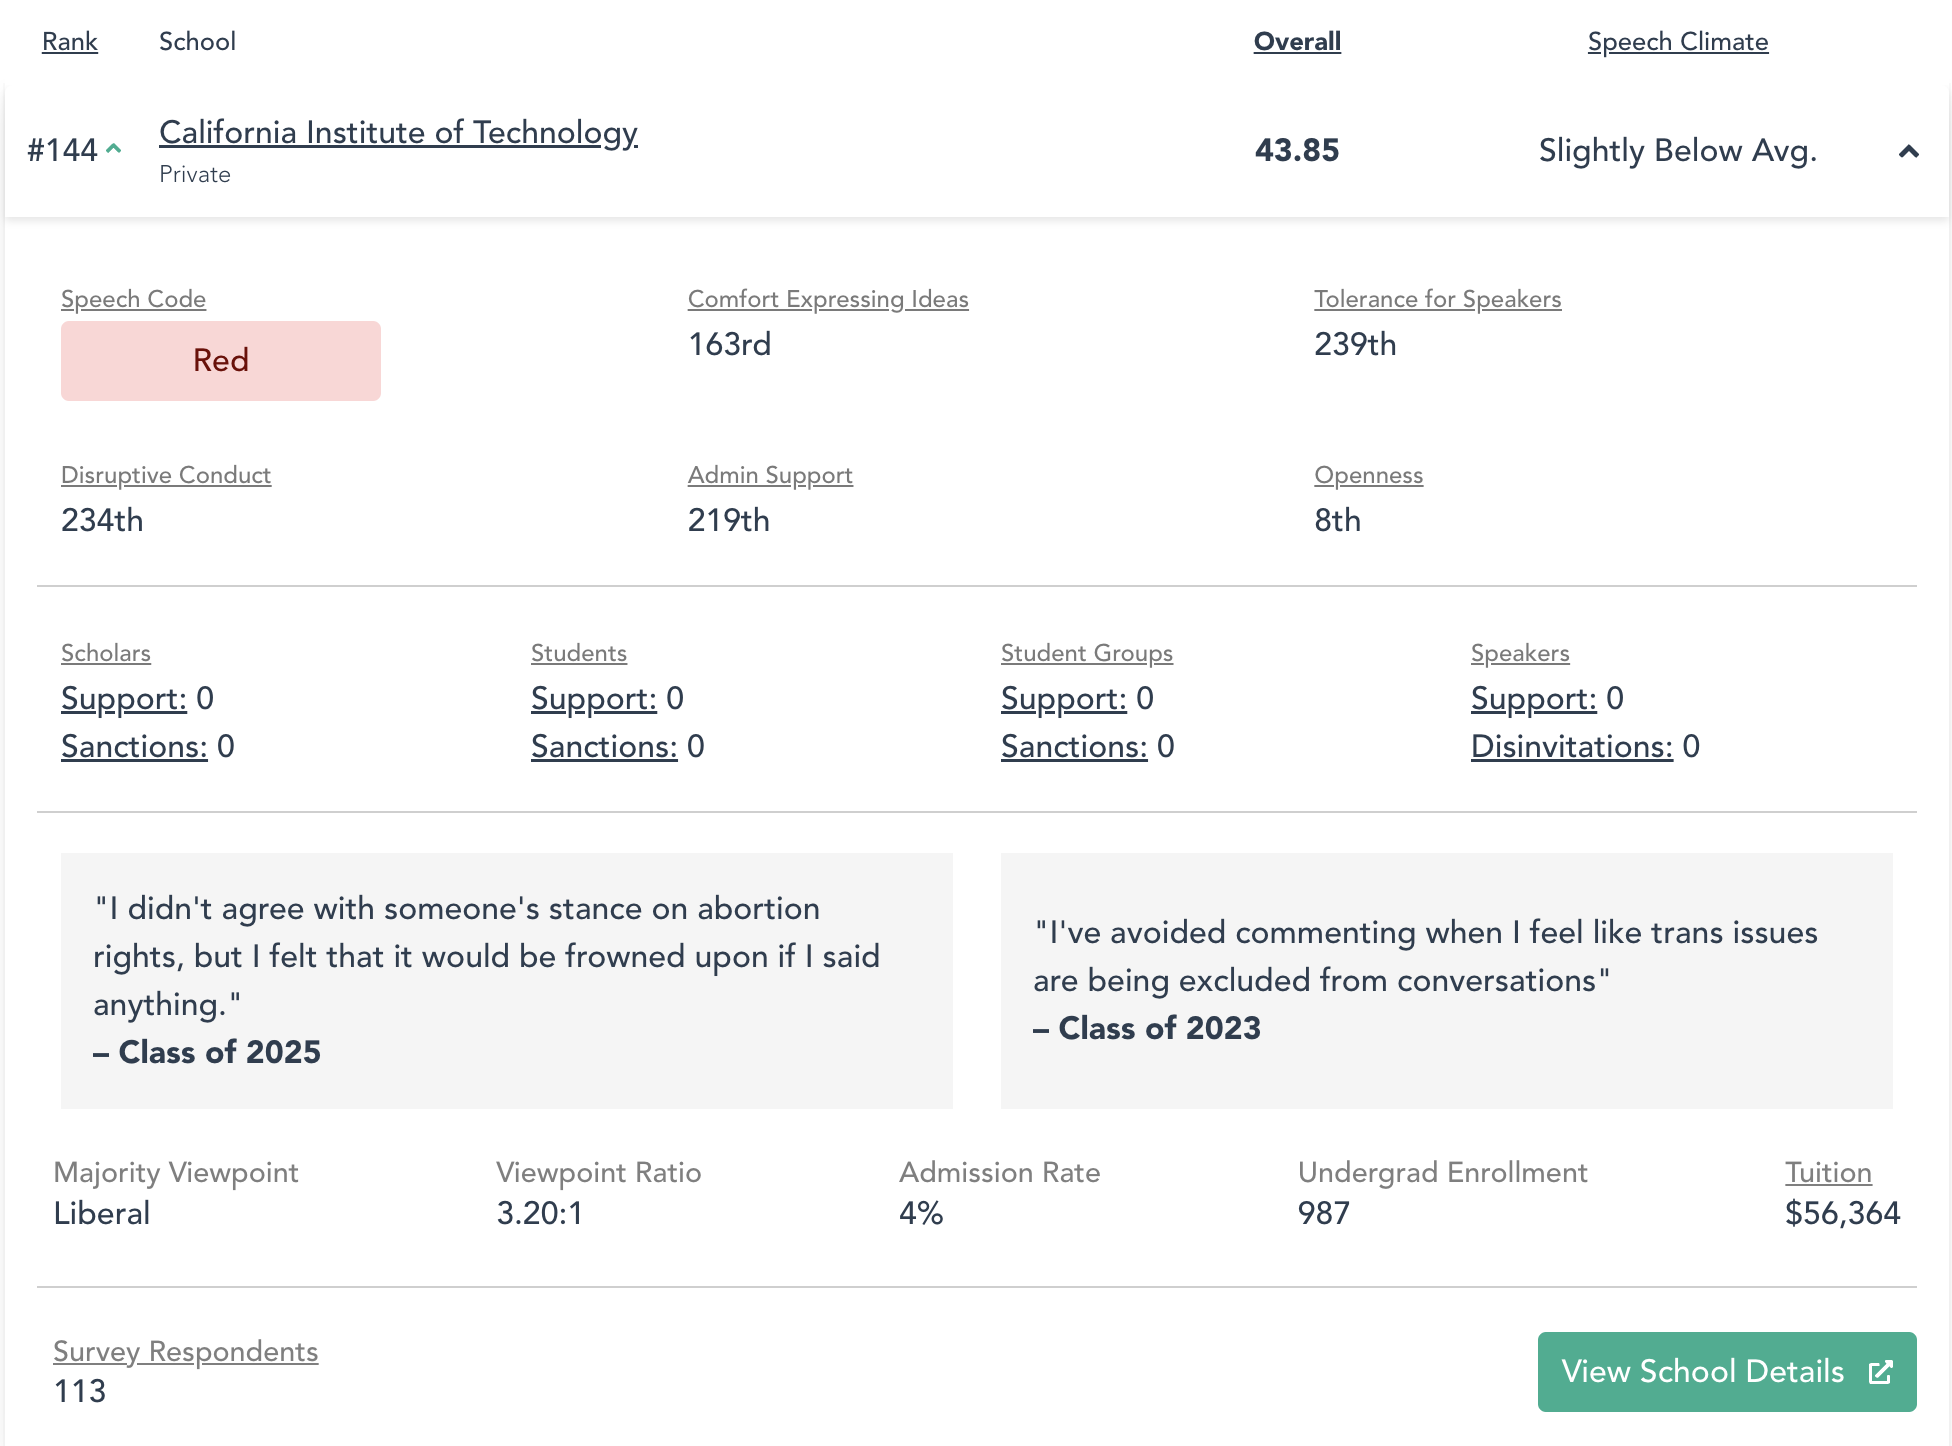 Rank School Overall Speech Climate
#144 California Institute of Technology 43.85 Slightly Below Avg.
Private
Speech Code Comfort Expressing Ideas Tolerance for Speakers
Red 163rd 239th
Disruptive Conduct Admin Support Openness
234th 219th 8th
Scholars Students Student Groups Speakers
Support: 0 Support: 0 Support: 0 Support: 0
Sanctions: 0 Sanctions: 0 Sanctions: 0 Disinvitations: 0
"I didn't agree with someone's stance on abortion
rights, but I felt that it would be frowned upon if I said
anything."
– Class of 2025
"I've avoided commenting when I feel like trans issues
are being excluded from conversations"
– Class of 2023
Majority Viewpoint Viewpoint Ratio Admission Rate Undergrad Enrollment Tuition
Liberal 3.20:1 4% 987 $56,364
Survey Respondents
113
View School Details